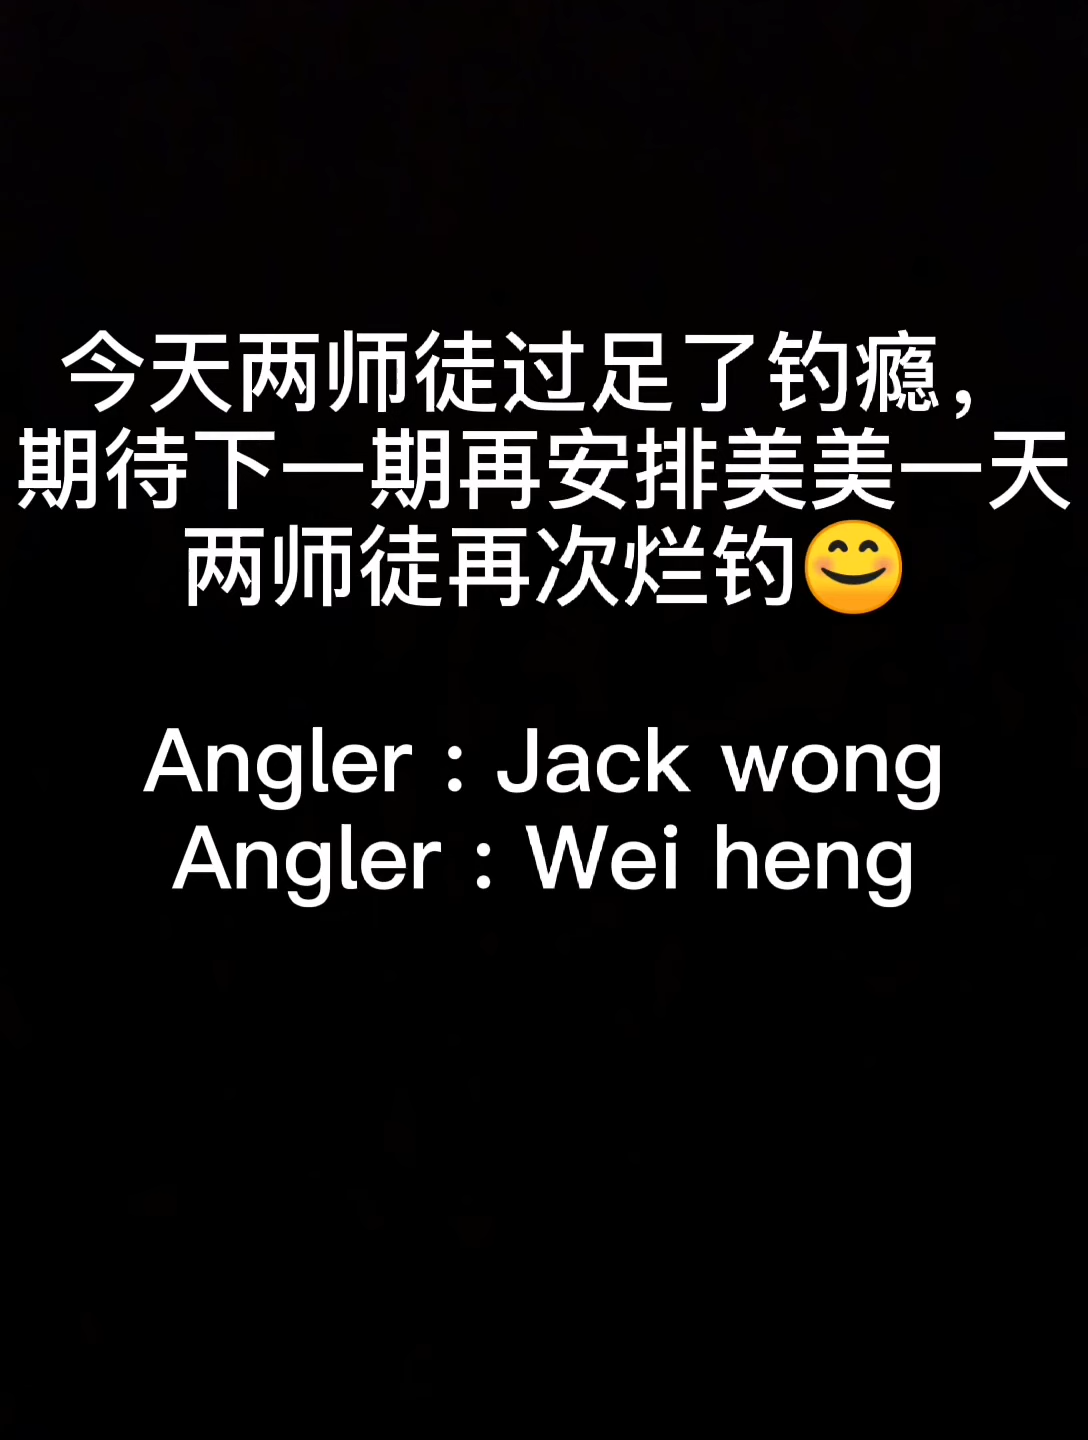 今天两师徒过足了钓瘾，
期待下一期再安排美美一天
两师徒再次烂钓😊
Angler : Jack wong
Angler : Wei heng